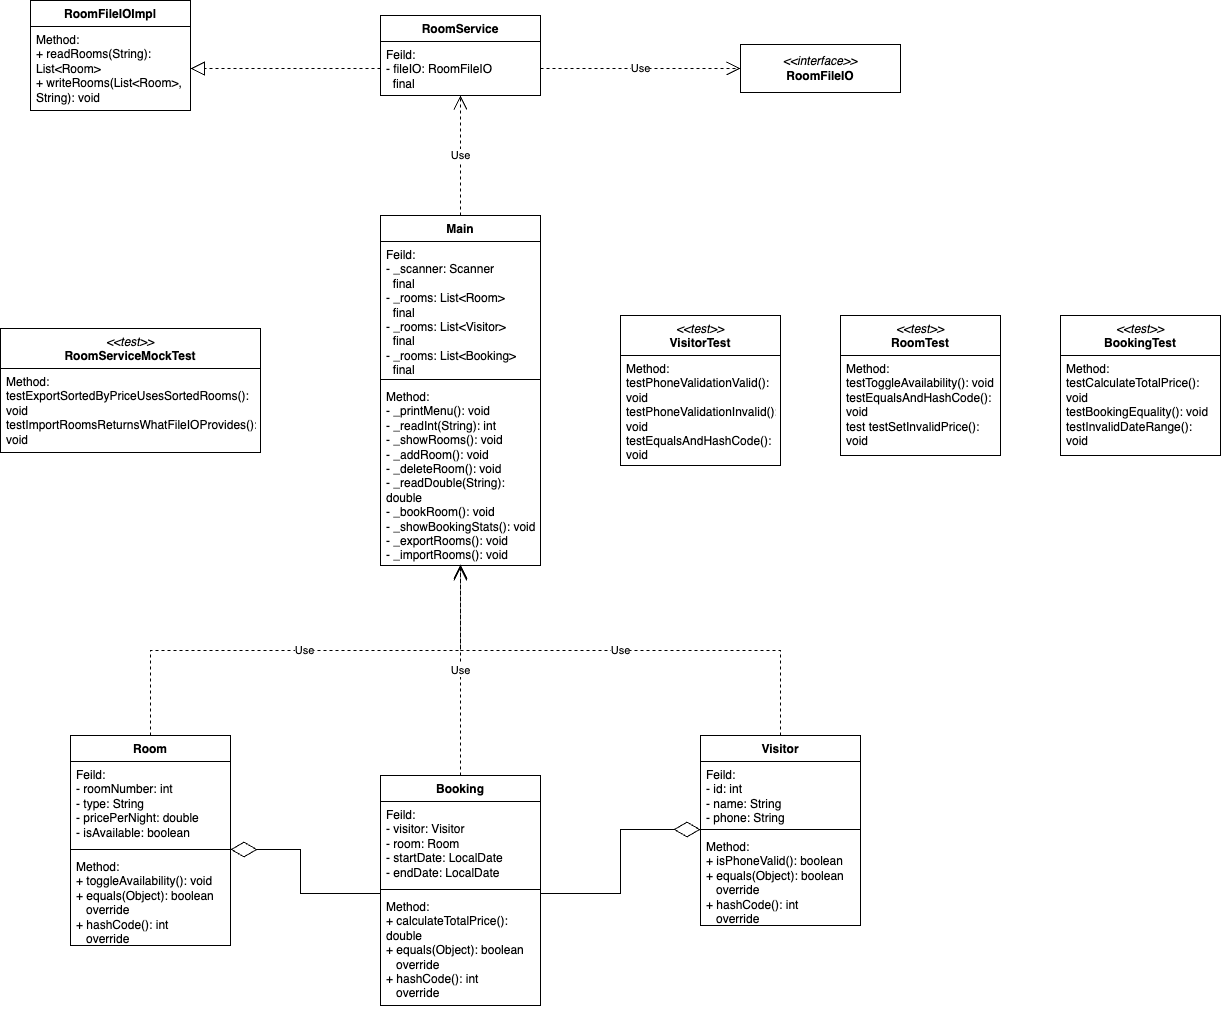 RoomFileIOImpl
Method:
+ readRooms(String):
List<Room>
+ writeRooms(List<Room>,
String): void
RoomService
Feild:
- fileIO: RoomFileIO
final
Use
<<interface>>
RoomFileIO
Use
Main
Feild:
- _scanner: Scanner
final
- _rooms: List<Room>
final
- _rooms: List<Visitor>
final
- _rooms: List<Booking>
final
Method:
- _printMenu(): void
- _readInt(String): int
- _showRooms(): void
- _addRoom(): void
- _deleteRoom(): void
- _readDouble(String):
double
- _bookRoom(): void
- _showBookingStats(): void
- _exportRooms(): void
- _importRooms(): void
<<test>>
RoomServiceMockTest
Method:
testExportSortedByPriceUsesSortedRooms():
void
testImportRoomsReturnsWhatFileIOProvides():
void
<<test>>
VisitorTest
Method:
testPhoneValidationValid():
void
testPhoneValidationInvalid()
void
testEqualsAndHashCode():
void
<<test>>
RoomTest
Method:
testToggleAvailability(): void
testEqualsAndHashCode():
void
test testSetInvalidPrice():
void
<<test>>
BookingTest
Method:
testCalculateTotalPrice():
void
testBookingEquality(): void
testInvalidDateRange():
void
Use
Use
Use
Room
Feild:
- roomNumber: int
- type: String
- pricePerNight: double
- isAvailable: boolean
Method:
+ toggleAvailability(): void
+ equals(Object): boolean
override
+ hashCode(): int
override
Booking
Feild:
- visitor: Visitor
- room: Room
- startDate: LocalDate
- endDate: LocalDate
Method:
+ calculateTotalPrice():
double
+ equals(Object): boolean
override
+ hashCode(): int
override
Visitor
Feild:
- id: int
- name: String
- phone: String
Method:
+ isPhoneValid(): boolean
+ equals(Object): boolean
override
+ hashCode(): int
override